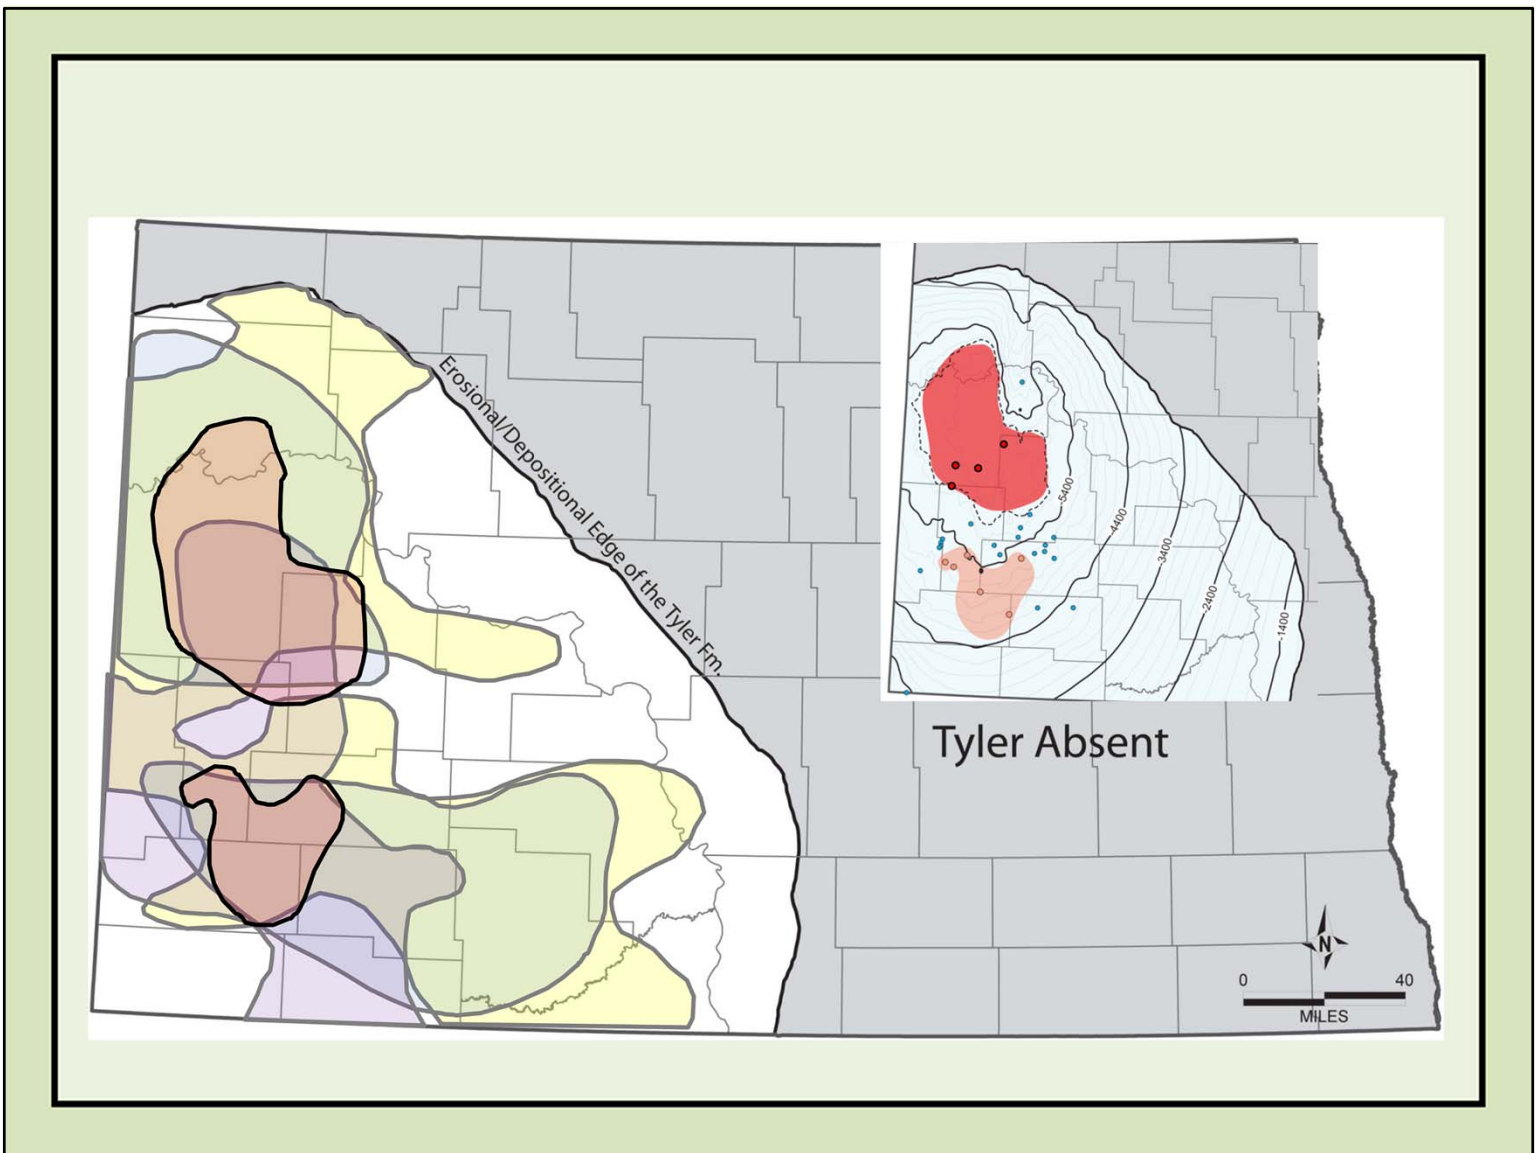 Erosional/Depositional Edge of the Tyler Fm.
-5400
-4400
-3400
-2400
-1400
Tyler Absent
N
0 40
MILES